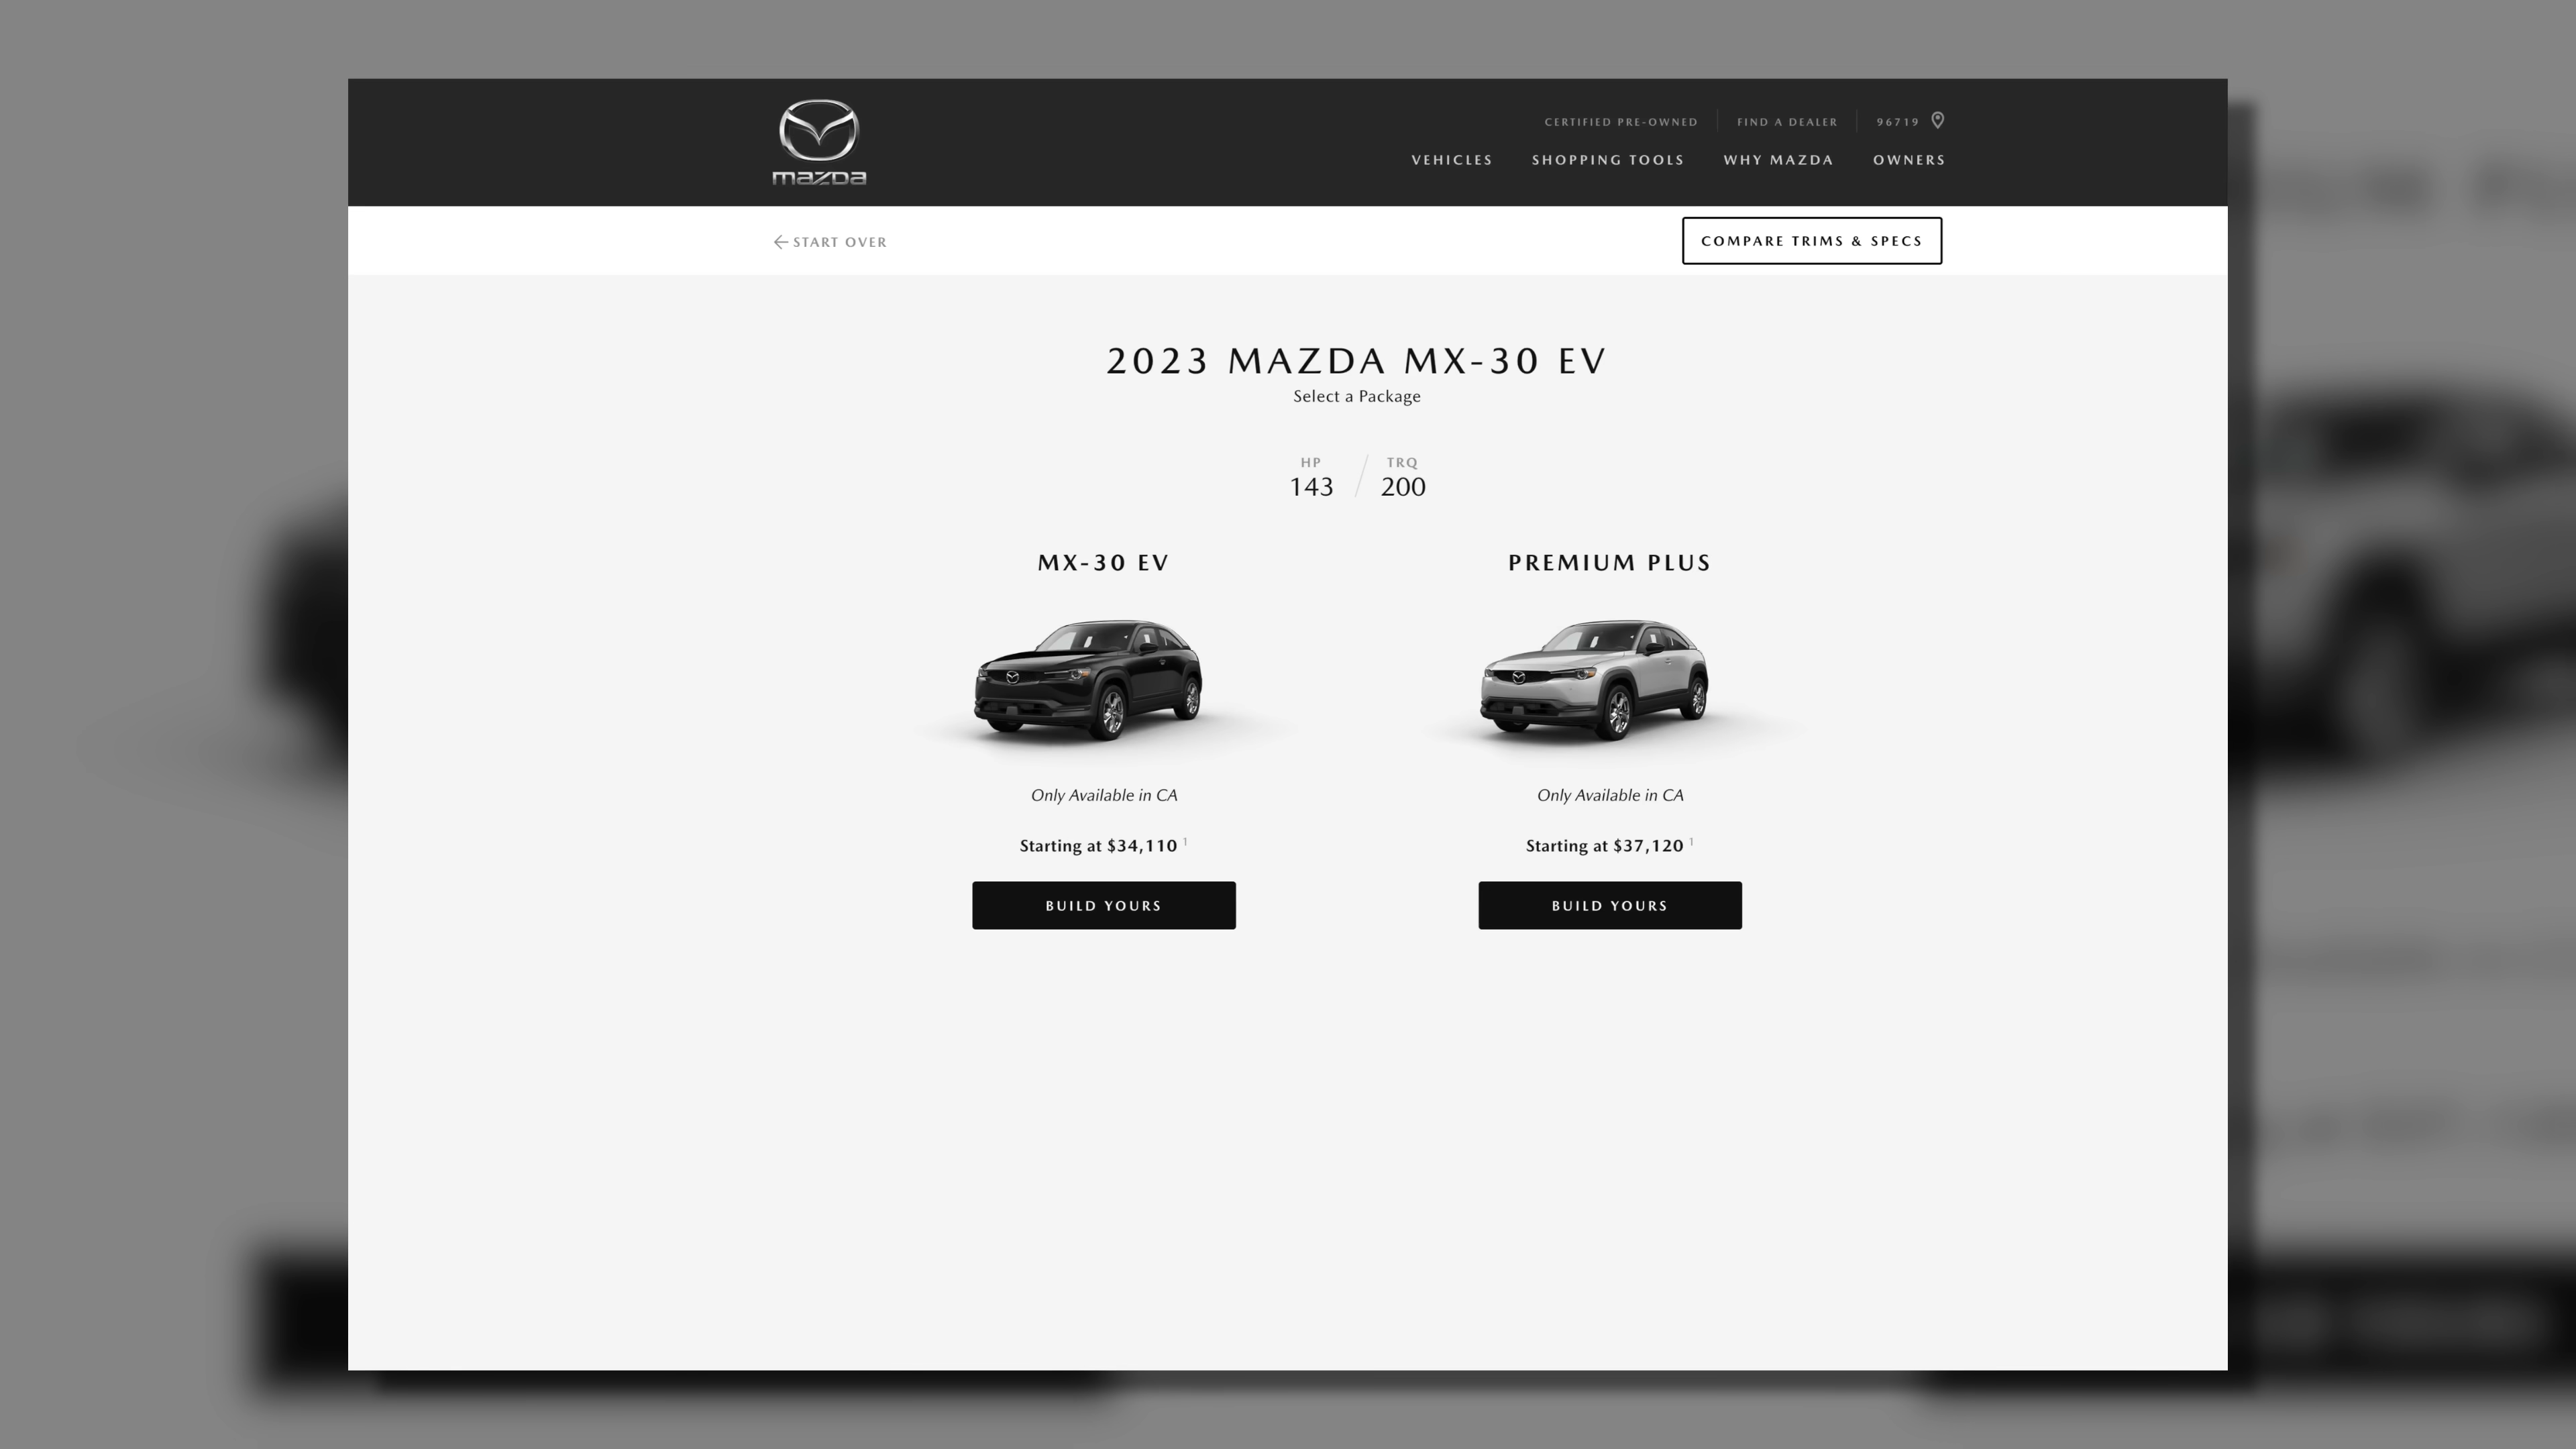 mazda
CERTIFIED PRE-OWNED
FIND A DEALER
96719
VEHICLES
SHOPPING TOOLS
WHY MAZDA
OWNERS
START OVER
COMPARE TRIMS & SPECS
2023 MAZDA MX-30 EV
Select a Package
HP
143
TRQ
200
MX-30 EV
Only Available in CA
Starting at $34,110 1
BUILD YOURS
PREMIUM PLUS
Only Available in CA
Starting at $37,120 1
BUILD YOURS